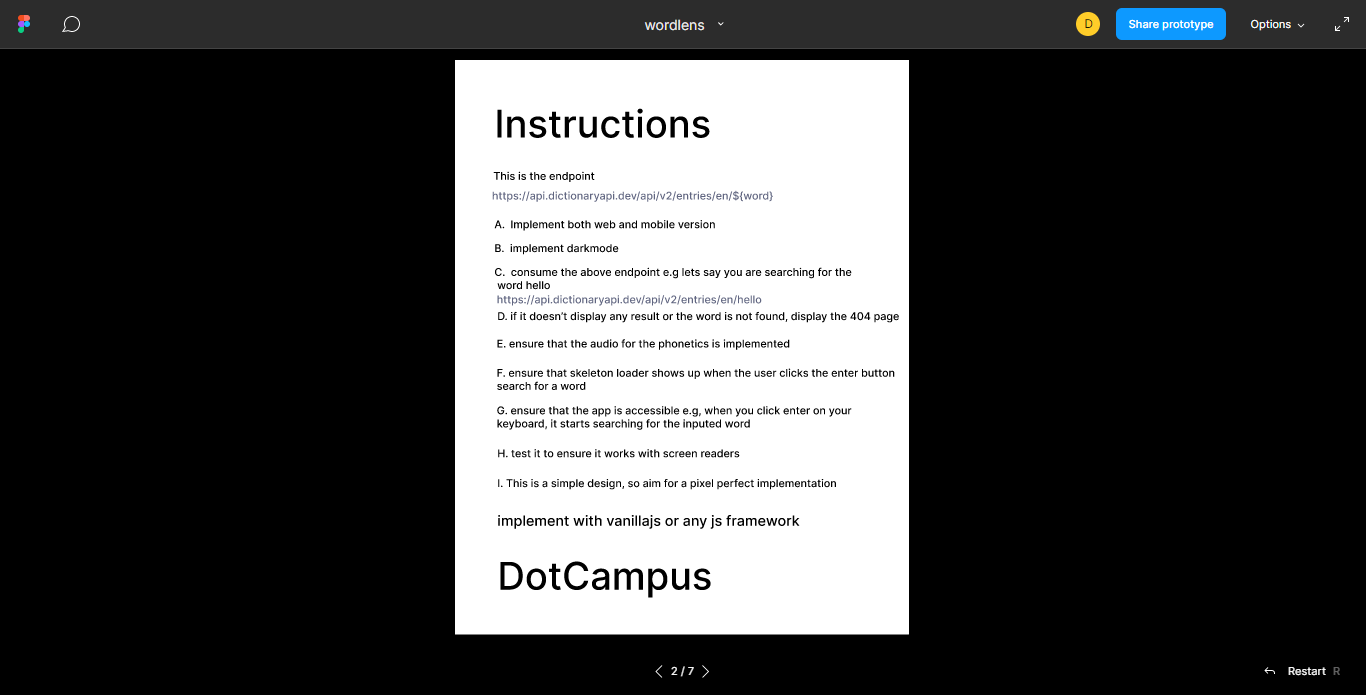 wordlens
D
Share prototype
Options
Instructions
This is the endpoint
https://api.dictionaryapi.dev/api/v2/entries/en/${word}
A. Implement both web and mobile version
B. implement darkmode
C. consume the above endpoint e.g lets say you are searching for the
word hello
https://api.dictionaryapi.dev/api/v2/entries/en/hello
D. if it doesn't display any result or the word is not found, display the 404 page
E. ensure that the audio for the phonetics is implemented
F. ensure that skeleton loader shows up when the user clicks the enter button
search for a word
G. ensure that the app is accessible e.g, when you click enter on your
keyboard, it starts searching for the inputed word
H. test it to ensure it works with screen readers
I. This is a simple design, so aim for a pixel perfect implementation
implement with vanillajs or any js framework
DotCampus
2 / 7
Restart R